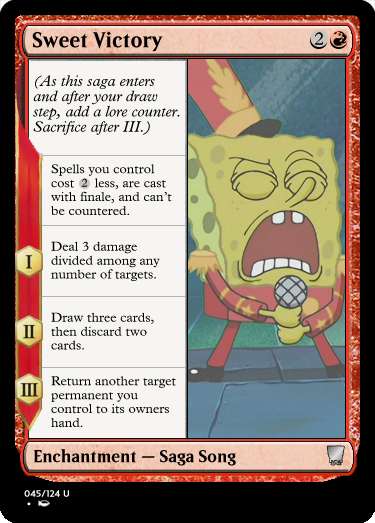 Sweet Victory 2
(As this saga enters
and after your draw
step, add a lore counter.
Sacrifice after III.)
Spells you control
cost 2 less, are cast
with finale, and can't
be countered.
I
Deal 3 damage
divided among any
number of targets.
II
Draw three cards,
then discard two
cards.
III
Return another target
permanent you
control to its owners
hand.
Enchantment — Saga Song
045/124 U